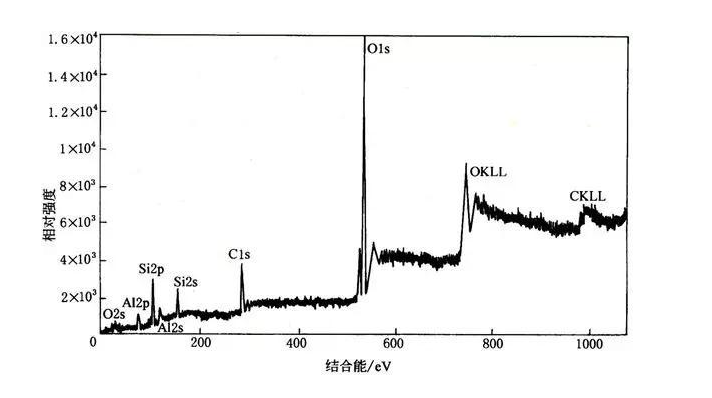 1.6×10⁴
1.4×10⁴
1.2×10⁴
1×10⁴
8×10³
6×10³
4×10³
2×10³
相对强度
O1s
OKLL
CKLL
C1s
Si2p
Si2s
Al2p
O2s
Al2s
0 200 400 600 800 1000
结合能/eV